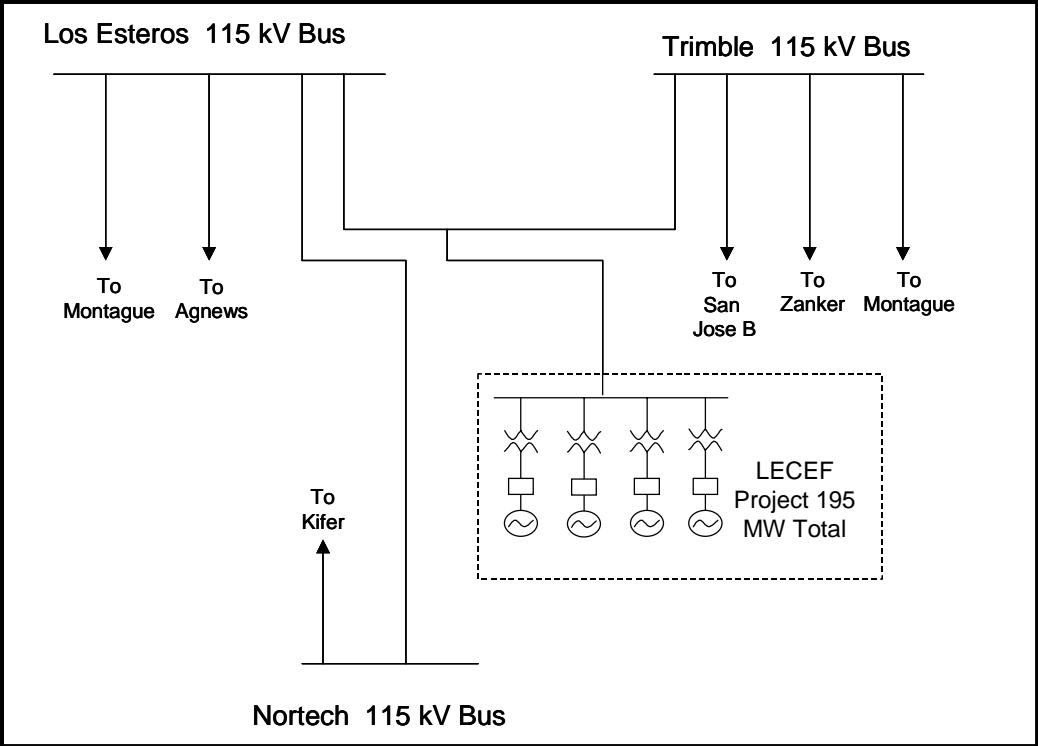 Los Esteros 115 kV Bus
Trimble 115 kV Bus
To
Montague
To
Agnews
To
San
Jose B
To
Zanker
To
Montague
LECEF
Project 195
MW Total
To
Kifer
Nortech 115 kV Bus